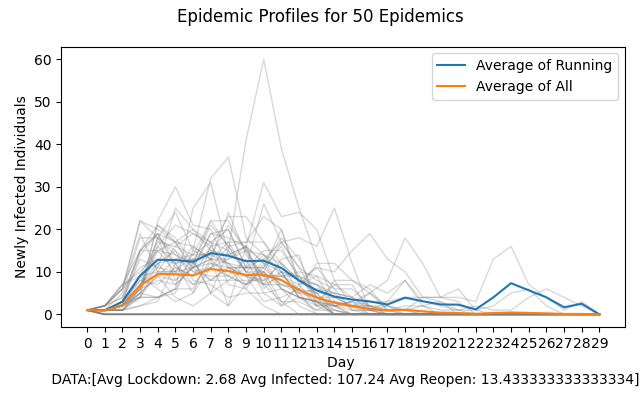 Epidemic Profiles for 50 Epidemics
Average of Running
Average of All
Newly Infected Individuals
60
50
40
30
20
10
0
0 1 2 3 4 5 6 7 8 9 10 11 12 13 14 15 16 17 18 19 20 21 22 23 24 25 26 27 28 29
Day
DATA:[Avg Lockdown: 2.68 Avg Infected: 107.24 Avg Reopen: 13.433333333333334]